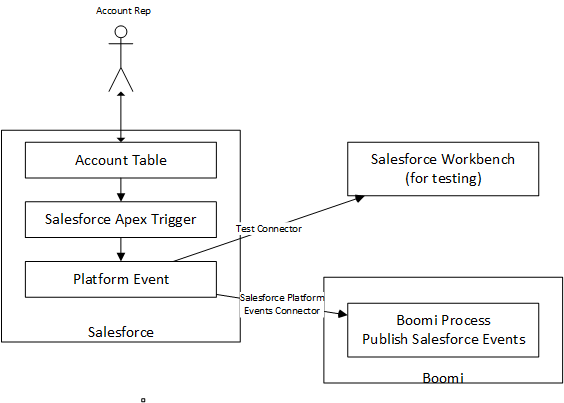 Account Rep
Account Table
Salesforce Workbench
(for testing)
Salesforce Apex Trigger
Test Connector
Platform Event
Salesforce Platform
Events Connector
Boomi Process
Publish Salesforce Events
Salesforce
Boomi